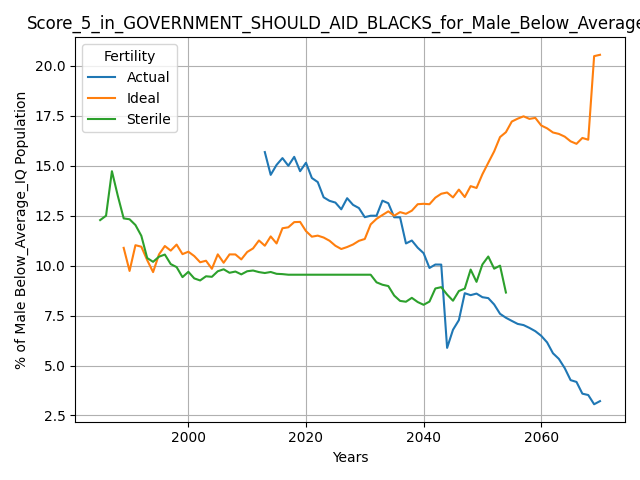 Score_5_in_GOVERNMENT_SHOULD_AID_BLACKS_for_Male_Below_Average
Fertility
Actual
Ideal
Sterile
% of Male Below_Average_IQ Population
20.0
17.5
15.0
12.5
10.0
7.5
5.0
2.5
2000
2020
2040
2060
Years